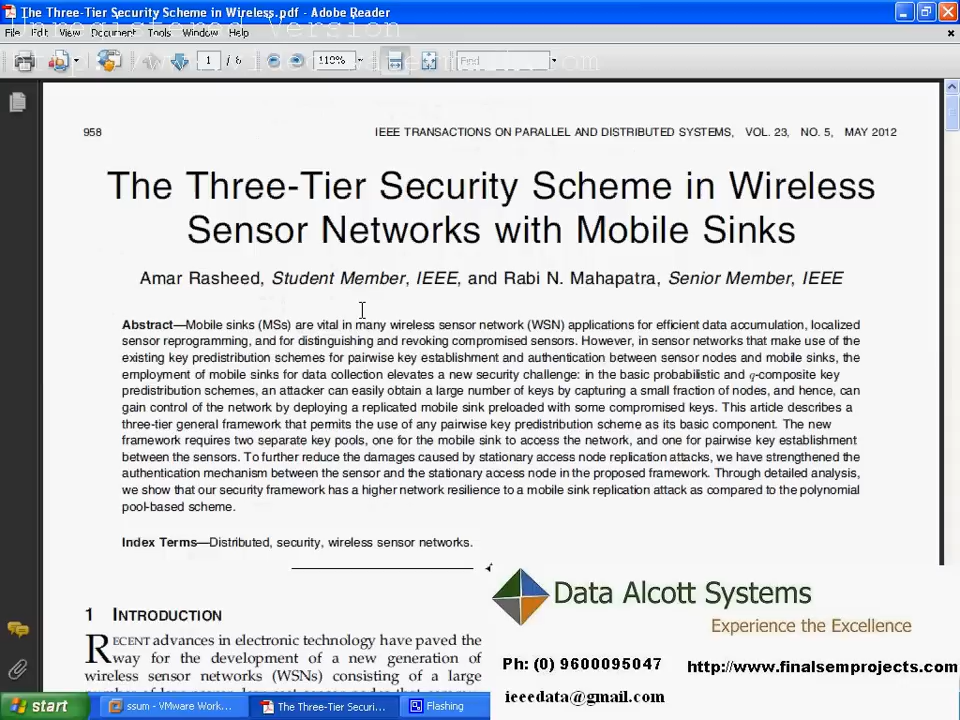 The Three-Tier Security Scheme in Wireless.pdf - Adobe Reader
Unregistered Version
File Edit View Document Tools Window Help
1 / 6 110% Find
958 IEEE TRANSACTIONS ON PARALLEL AND DISTRIBUTED SYSTEMS, VOL. 23, NO. 5, MAY 2012
The Three-Tier Security Scheme in Wireless
Sensor Networks with Mobile Sinks
Amar Rasheed, Student Member, IEEE, and Rabi N. Mahapatra, Senior Member, IEEE
Abstract—Mobile sinks (MSs) are vital in many wireless sensor network (WSN) applications for efficient data accumulation, localized
sensor reprogramming, and for distinguishing and revoking compromised sensors. However, in sensor networks that make use of the
existing key predistribution schemes for pairwise key establishment and authentication between sensor nodes and mobile sinks, the
employment of mobile sinks for data collection elevates a new security challenge: in the basic probabilistic and q-composite key
predistribution schemes, an attacker can easily obtain a large number of keys by capturing a small fraction of nodes, and hence, can
gain control of the network by deploying a replicated mobile sink preloaded with some compromised keys. This article describes a
three-tier general framework that permits the use of any pairwise key predistribution scheme as its basic component. The new
framework requires two separate key pools, one for the mobile sink to access the network, and one for pairwise key establishment
between the sensors. To further reduce the damages caused by stationary access node replication attacks, we have strengthened the
authentication mechanism between the sensor and the stationary access node in the proposed framework. Through detailed analysis,
we show that our security framework has a higher network resilience to a mobile sink replication attack as compared to the polynomial
pool-based scheme.
Index Terms—Distributed, security, wireless sensor networks.
1 INTRODUCTION
RECENT advances in electronic technology have paved the
way for the development of a new generation of
wireless sensor networks (WSNs) consisting of a large
Data Alcott Systems
Experience the Excellence
Ph: (0) 9600095047 http://www.finalsemprojects.com
ieeedata@gmail.com
start ssum - VMware Work... The Three-Tier Securi... Flashing